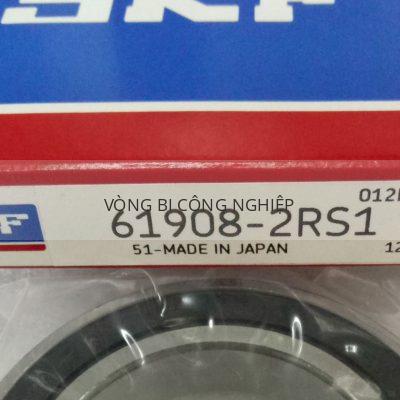 SKF
012
VÒNG BI CÔNG NGHIỆP
61908-2RS1
51-MADE IN JAPAN
12